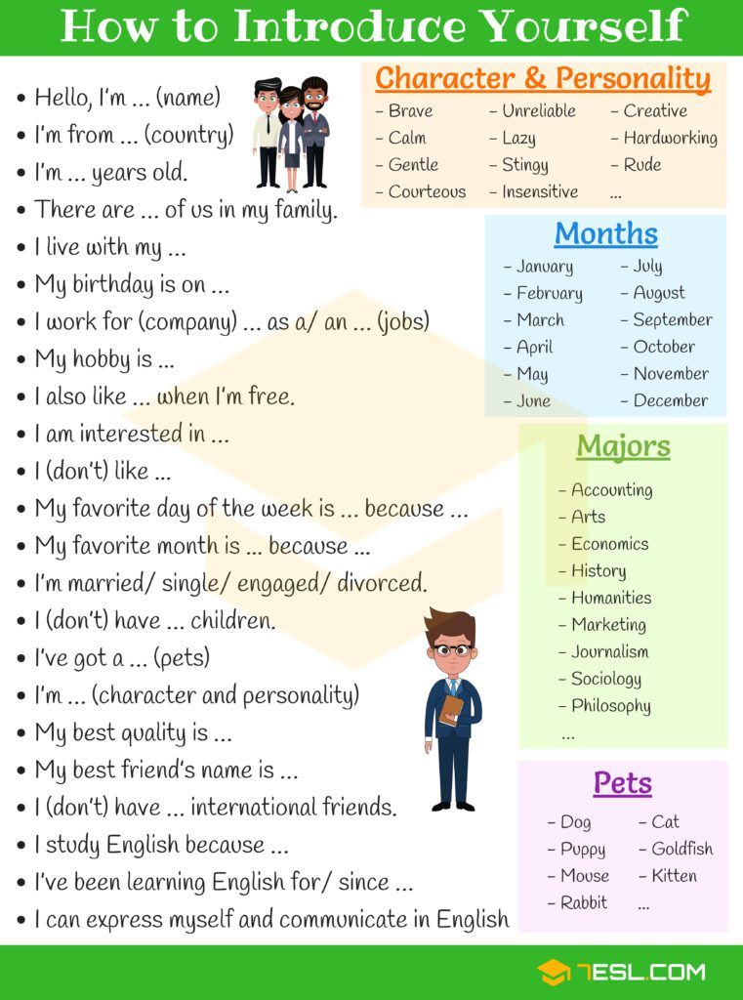 How to Introduce Yourself
• Hello, I'm ... (name)
• I'm from ... (country)
• I'm ... years old.
• There are ... of us in my family.
• I live with my ...
• My birthday is on ...
• I work for (company) ... as a/ an ... (jobs)
• My hobby is ...
• I also like ... when I'm free.
• I am interested in ...
• I (don't) like ...
• My favorite day of the week is ... because ...
• My favorite month is ... because ...
• I'm married/ single/ engaged/ divorced.
• I (don't) have ... children.
• I've got a ... (pets)
• I'm ... (character and personality)
• My best quality is ...
• My best friend's name is ...
• I (don't) have ... international friends.
• I study English because ...
• I've been learning English for/ since ...
• I can express myself and communicate in English
Character & Personality
- Brave
- Calm
- Gentle
- Courteous
- Unreliable
- Lazy
- Stingy
- Insensitive
- Creative
- Hardworking
- Rude
...
Months
- January
- February
- March
- April
- May
- June
- July
- August
- September
- October
- November
- December
Majors
- Accounting
- Arts
- Economics
- History
- Humanities
- Marketing
- Journalism
- Sociology
- Philosophy
...
Pets
- Dog
- Puppy
- Mouse
- Rabbit
- Cat
- Goldfish
- Kitten
...
7ESL.COM